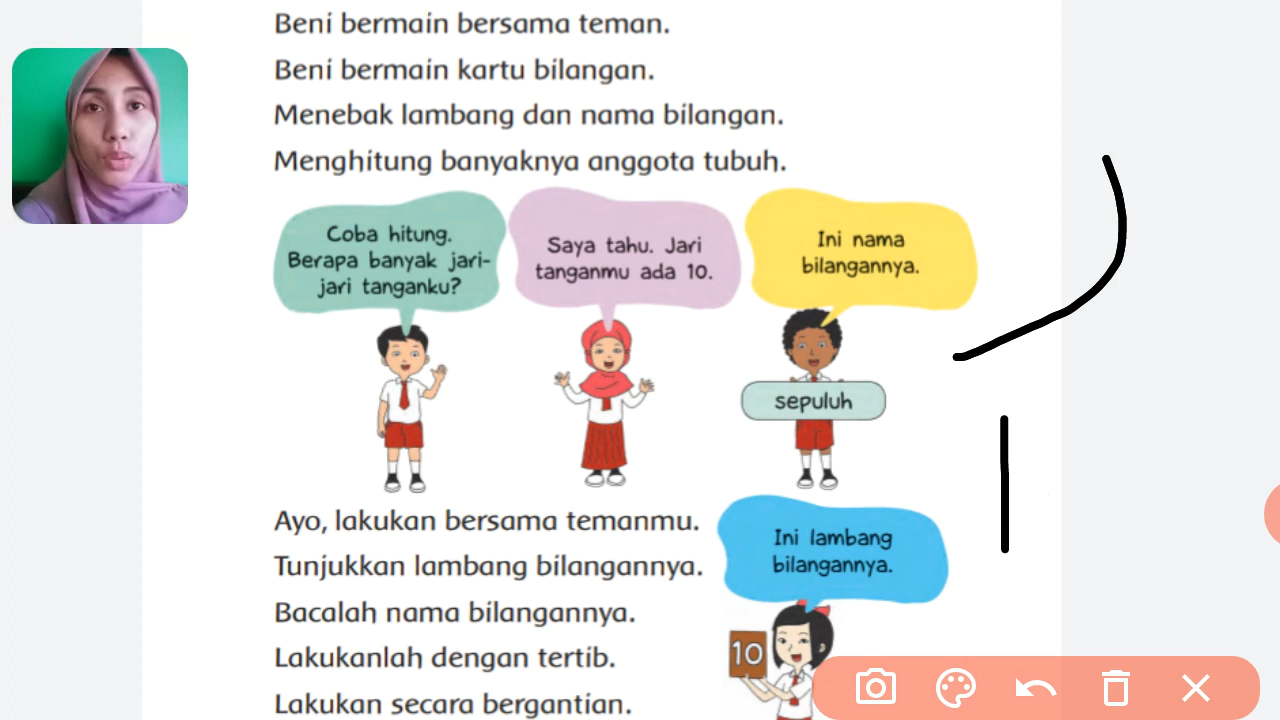 Beni bermain bersama teman.
Beni bermain kartu bilangan.
Menebak lambang dan nama bilangan.
Menghitung banyaknya anggota tubuh.
Coba hitung.
Berapa banyak jari-
jari tanganku?
Saya tahu. Jari
tanganmu ada 10.
Ini nama
bilangannya.
sepuluh
Ayo, lakukan bersama temanmu.
Tunjukkan lambang bilangannya.
Bacalah nama bilangannya.
Lakukanlah dengan tertib.
Lakukan secara bergantian.
Ini lambang
bilangannya.
10